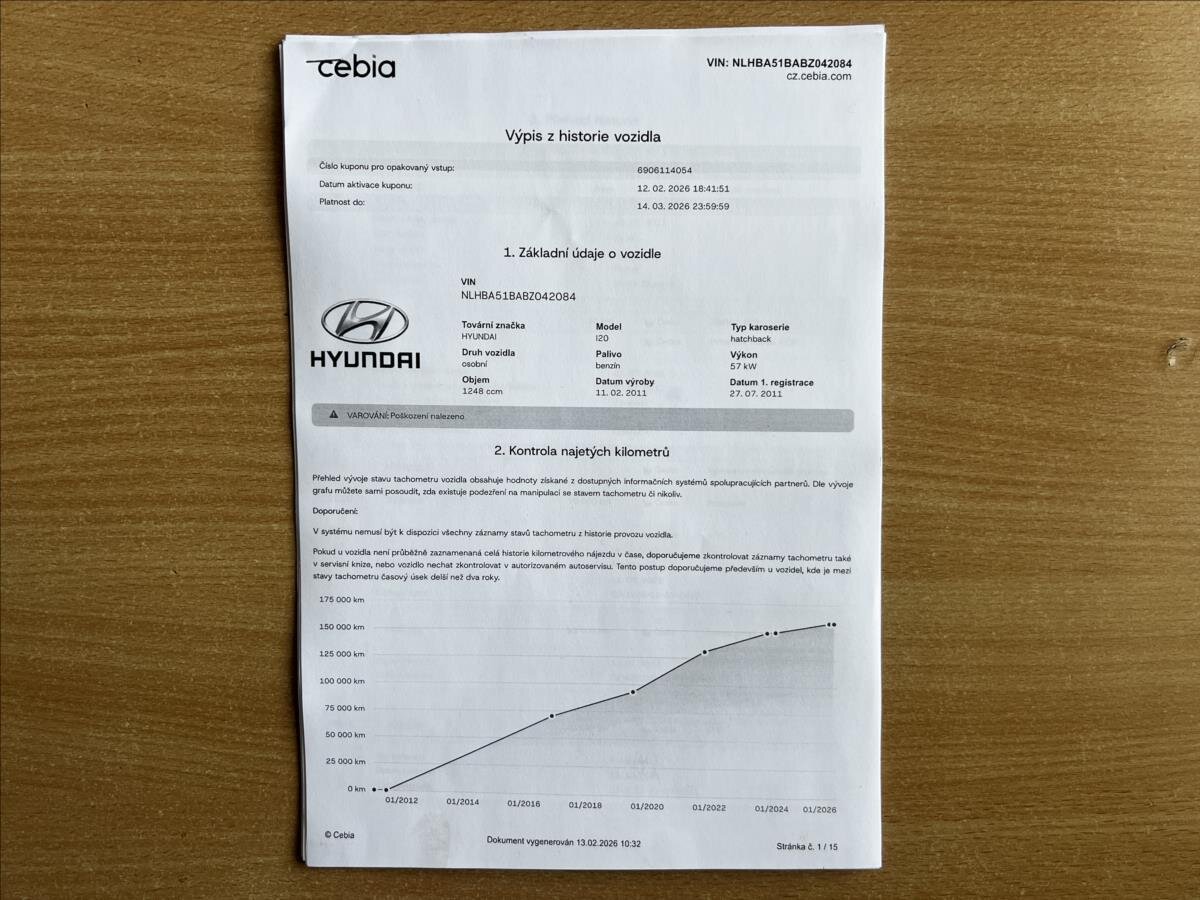 cebia
VIN: NLHBA51BABZ042084
cz.cebia.com
Výpis z historie vozidla
Číslo kuponu pro opakovaný vstup: 6906114054
Datum aktivace kuponu: 12. 02. 2026 18:41:51
Platnost do: 14. 03. 2026 23:59:59
1. Základní údaje o vozidle
VIN
NLHBA51BABZ042084
HYUNDAI
Tovární značka Model Typ karoserie
HYUNDAI I20 hatchback
Druh vozidla Palivo Výkon
osobní benzín 57 kW
Objem Datum výroby Datum 1. registrace
1248 ccm 11. 02. 2011 27. 07. 2011
VAROVÁNÍ: Poškození nalezeno
2. Kontrola najetých kilometrů
Přehled vývoje stavu tachometru vozidla obsahuje hodnoty získané z dostupných informačních systémů spolupracujících partnerů. Dle vývoje
grafu můžete sami posoudit, zda existuje podezření na manipulaci se stavem tachometru či nikoliv.
Doporučení:
V systému nemusí být k dispozici všechny záznamy stavů tachometru z historie provozu vozidla.
Pokud u vozidla není průběžně zaznamenaná celá historie kilometrového nájezdu v čase, doporučujeme zkontrolovat záznamy tachometru také
v servisní knize, nebo vozidlo nechat zkontrolovat v autorizovaném autoservisu. Tento postup doporučujeme především u vozidel, kde je mezi
stavy tachometru časový úsek delší než dva roky.
175 000 km
150 000 km
125 000 km
100 000 km
75 000 km
50 000 km
25 000 km
0 km
01/2012 01/2014 01/2016 01/2018 01/2020 01/2022 01/2024 01/2026
© Cebia
Dokument vygenerován 13.02.2026 10:32
Stránka č. 1 / 15